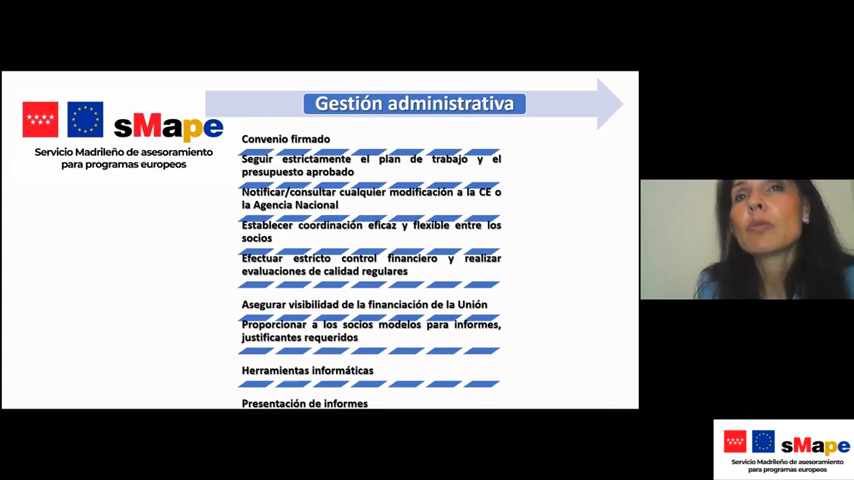 Gestión administrativa
sMape
Servicio Madrileño de asesoramiento
para programas europeos
Convenio firmado
Seguir estrictamente el plan de trabajo y el
presupuesto aprobado
Notificar/consultar cualquier modificación a la CE o
la Agencia Nacional
Establecer coordinación eficaz y flexible entre los
socios
Efectuar estricto control financiero y realizar
evaluaciones de calidad regulares
Asegurar visibilidad de la financiación de la Unión
Proporcionar a los socios modelos para informes,
justificantes requeridos
Herramientas informáticas
Presentación de informes
sMape
Servicio Madrileño de asesoramiento
para programas europeos